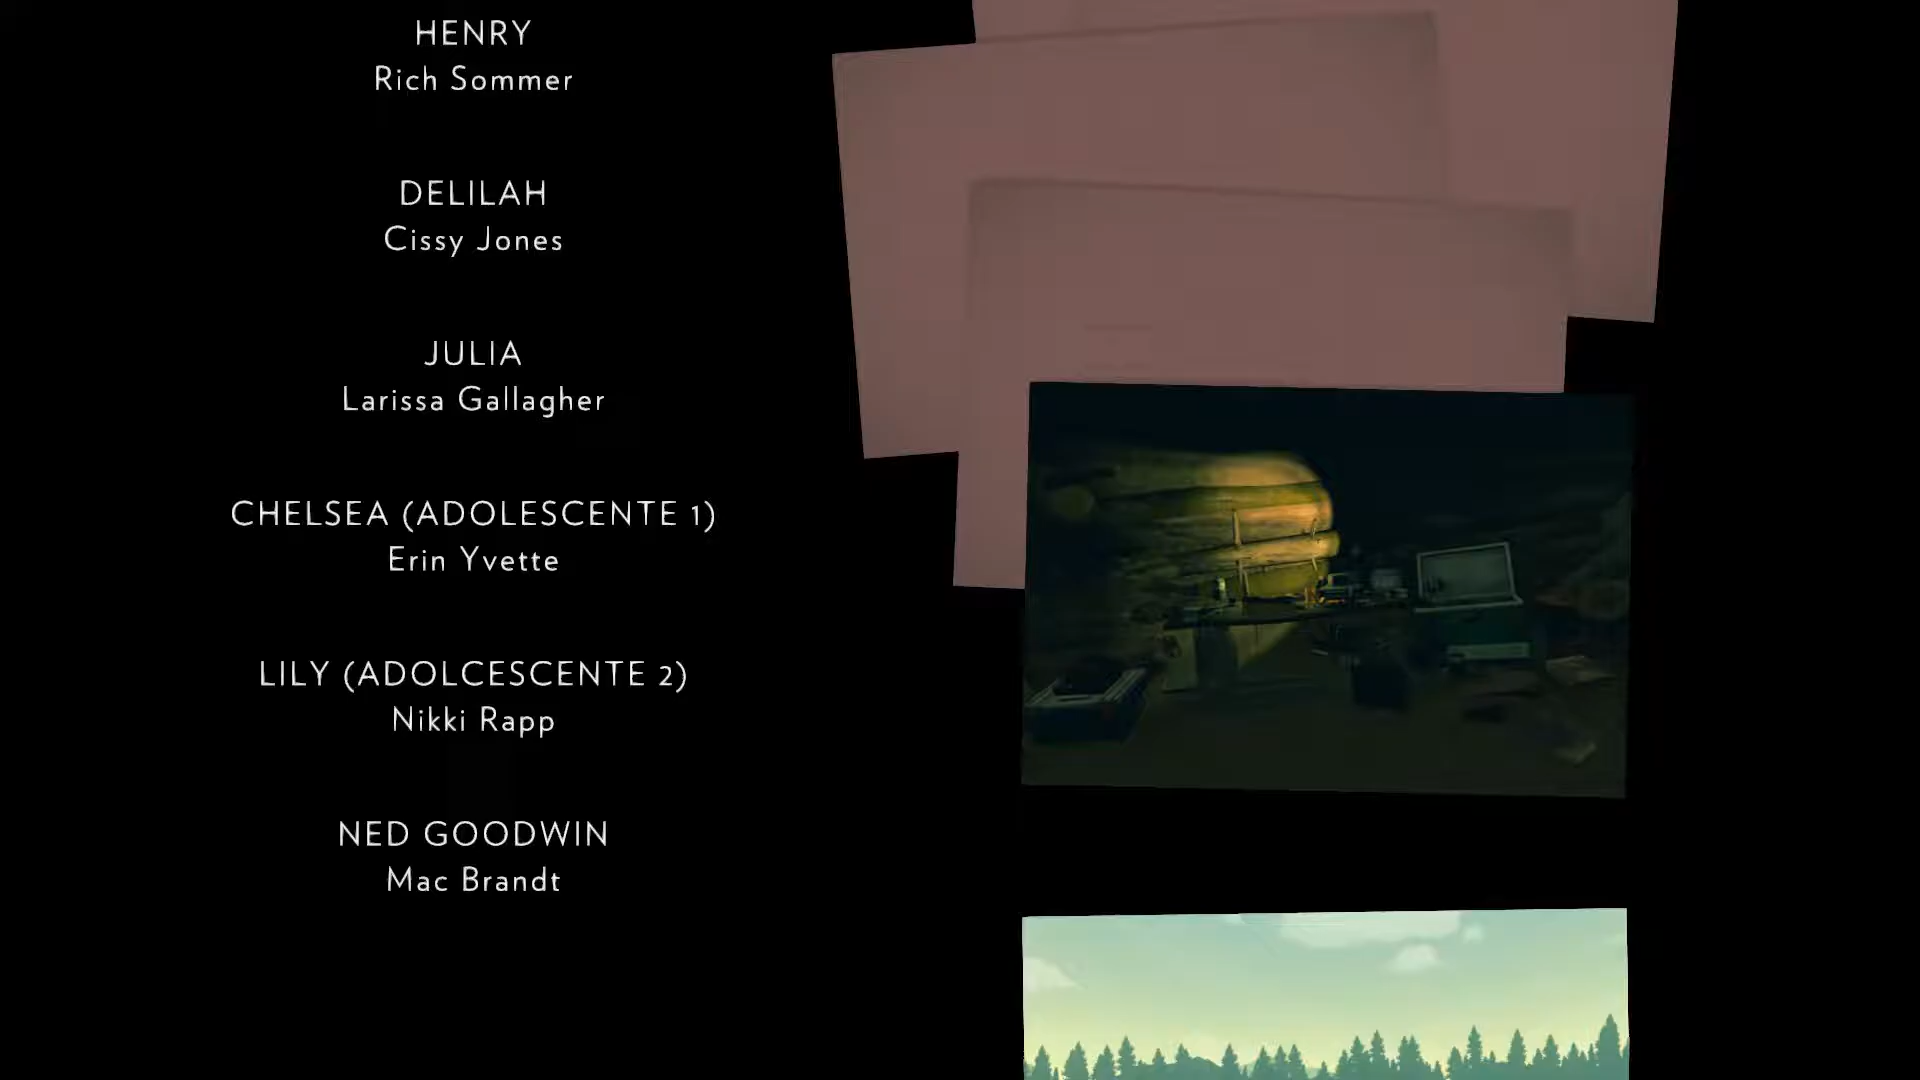 HENRY
Rich Sommer
DELILAH
Cissy Jones
JULIA
Larissa Gallagher
CHELSEA (ADOLESCENTE 1)
Erin Yvette
LILY (ADOLCESCENTE 2)
Nikki Rapp
NED GOODWIN
Mac Brandt